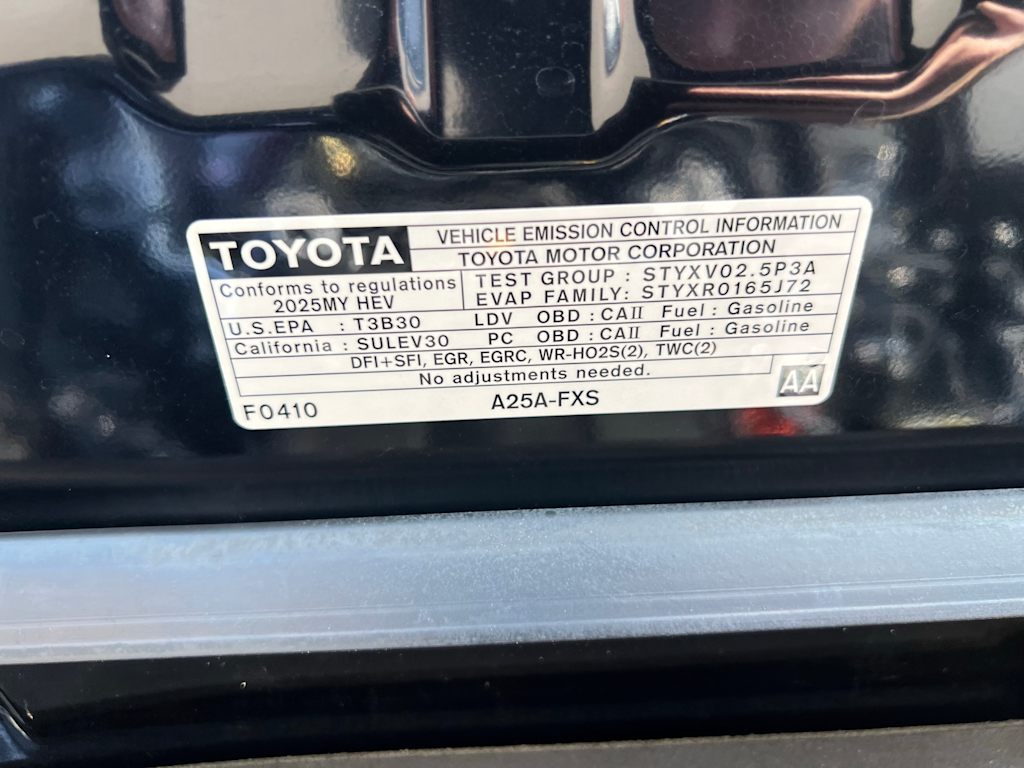 TOYOTA
VEHICLE EMISSION CONTROL INFORMATION
TOYOTA MOTOR CORPORATION
Conforms to regulations
2025MY HEV
TEST GROUP : STYXV02.5P3A
EVAP FAMILY: STYXR0165J72
U.S.EPA : T3B30 LDV OBD : CAII Fuel : Gasoline
California : SULEV30 PC OBD : CAII Fuel : Gasoline
DFI+SFI, EGR, EGRC, WR-HO2S(2), TWC(2)
No adjustments needed.
F0410 A25A-FXS AA